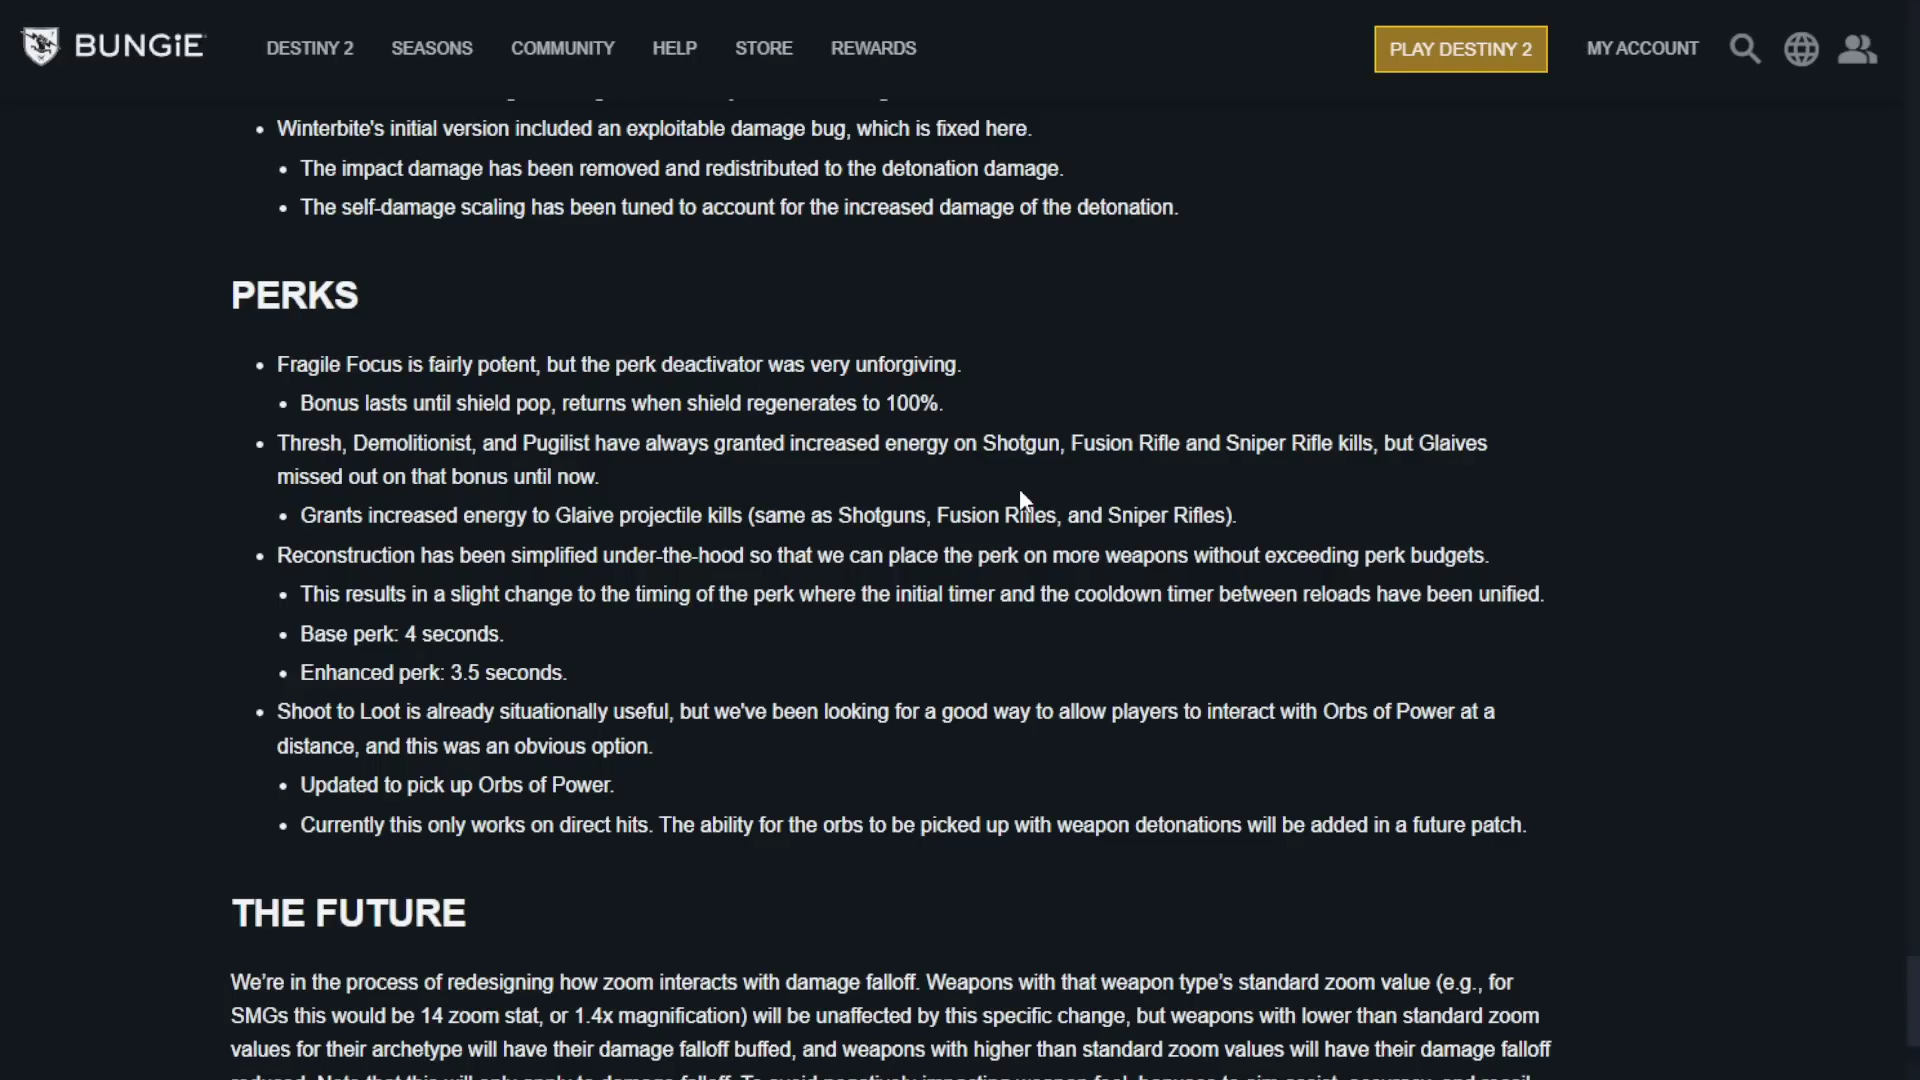 BUNGiE
DESTINY 2 SEASONS COMMUNITY HELP STORE REWARDS
PLAY DESTINY 2 MY ACCOUNT
• Winterbite's initial version included an exploitable damage bug, which is fixed here.
• The impact damage has been removed and redistributed to the detonation damage.
• The self-damage scaling has been tuned to account for the increased damage of the detonation.
PERKS
• Fragile Focus is fairly potent, but the perk deactivator was very unforgiving.
• Bonus lasts until shield pop, returns when shield regenerates to 100%.
• Thresh, Demolitionist, and Pugilist have always granted increased energy on Shotgun, Fusion Rifle and Sniper Rifle kills, but Glaives
missed out on that bonus until now.
• Grants increased energy to Glaive projectile kills (same as Shotguns, Fusion Rifles, and Sniper Rifles).
• Reconstruction has been simplified under-the-hood so that we can place the perk on more weapons without exceeding perk budgets.
• This results in a slight change to the timing of the perk where the initial timer and the cooldown timer between reloads have been unified.
• Base perk: 4 seconds.
• Enhanced perk: 3.5 seconds.
• Shoot to Loot is already situationally useful, but we've been looking for a good way to allow players to interact with Orbs of Power at a
distance, and this was an obvious option.
• Updated to pick up Orbs of Power.
• Currently this only works on direct hits. The ability for the orbs to be picked up with weapon detonations will be added in a future patch.
THE FUTURE
We're in the process of redesigning how zoom interacts with damage falloff. Weapons with that weapon type's standard zoom value (e.g., for
SMGs this would be 14 zoom stat, or 1.4x magnification) will be unaffected by this specific change, but weapons with lower than standard zoom
values for their archetype will have their damage falloff buffed, and weapons with higher than standard zoom values will have their damage falloff